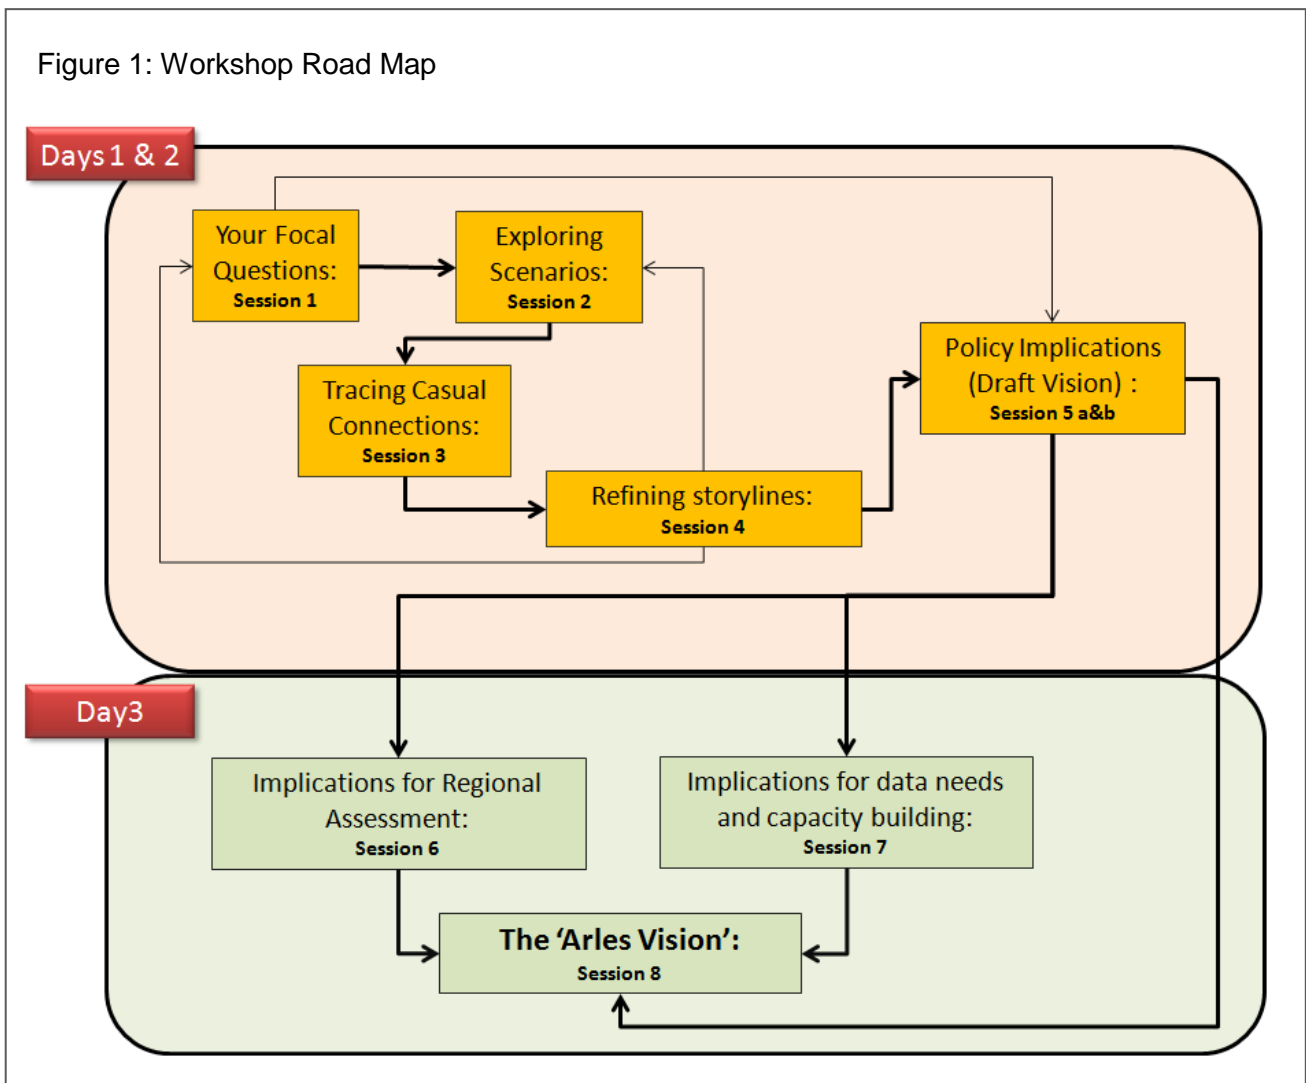 Figure 1: Workshop Road Map
Days 1 & 2
Your Focal
Questions:
Session 1
Exploring
Scenarios:
Session 2
Tracing Casual
Connections:
Session 3
Refining storylines:
Session 4
Policy Implications
(Draft Vision) :
Session 5 a&b
Day3
Implications for Regional
Assessment:
Session 6
Implications for data needs
and capacity building:
Session 7
The ‘Arles Vision’:
Session 8